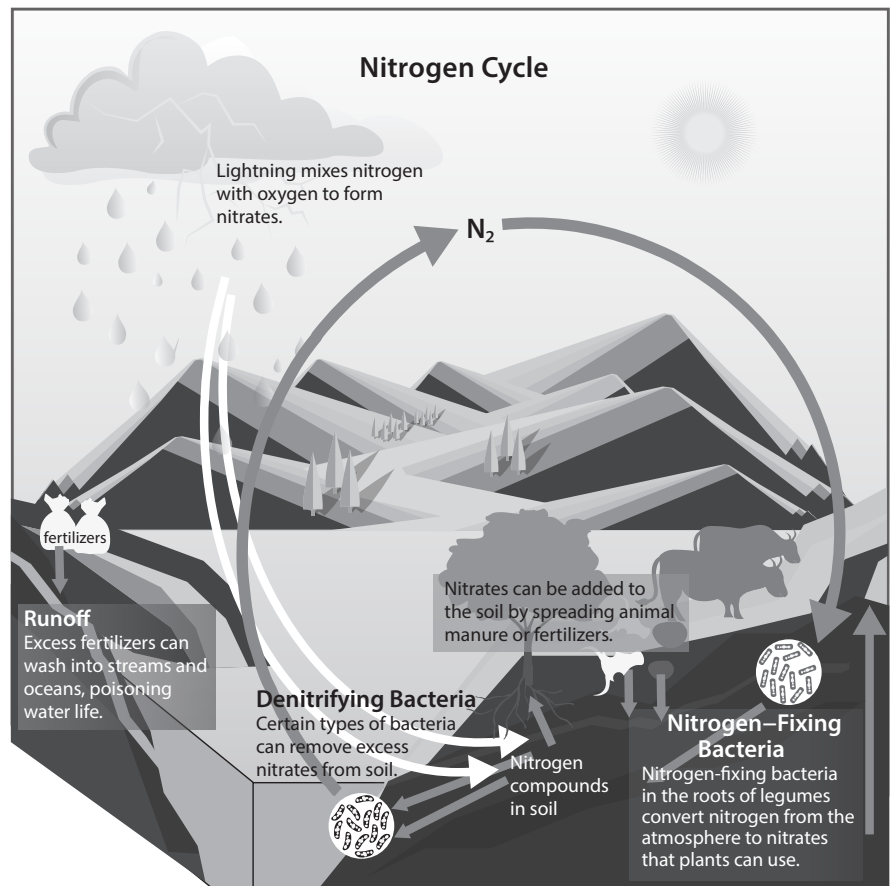 Nitrogen Cycle
Lightning mixes nitrogen
with oxygen to form
nitrates.
N₂
fertilizers
Nitrates can be added to
the soil by spreading animal
manure or fertilizers.
Runoff
Excess fertilizers can
wash into streams and
oceans, poisoning
water life.
Denitrifying Bacteria
Certain types of bacteria
can remove excess
nitrates from soil.
Nitrogen
compounds
in soil
Nitrogen–Fixing
Bacteria
Nitrogen-fixing bacteria
in the roots of legumes
convert nitrogen from the
atmosphere to nitrates
that plants can use.